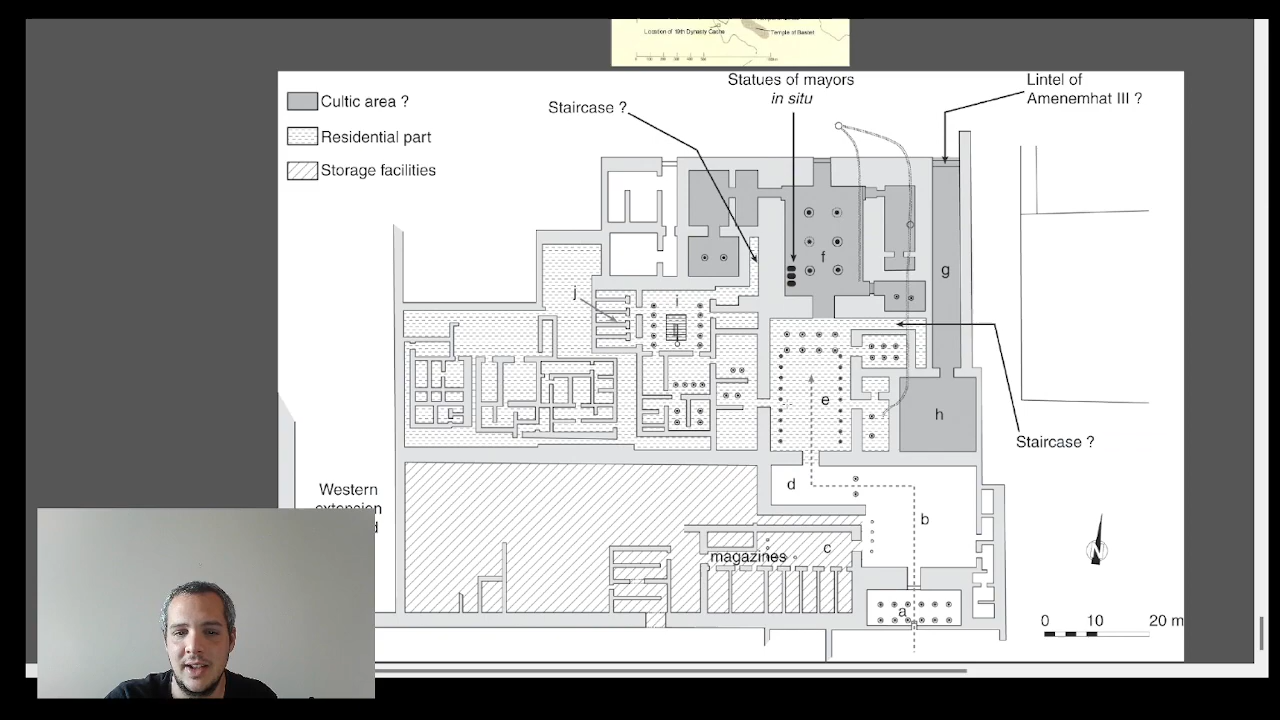 Location of 19th Dynasty Cache
Temple of Bastet
Statues of mayors
in situ
Lintel of
Amenemhat III ?
Staircase ?
Cultic area ?
Residential part
Storage facilities
f
g
j
i
e
h
Staircase ?
d
b
Western
c
magazines
a
N
0 10 20 m